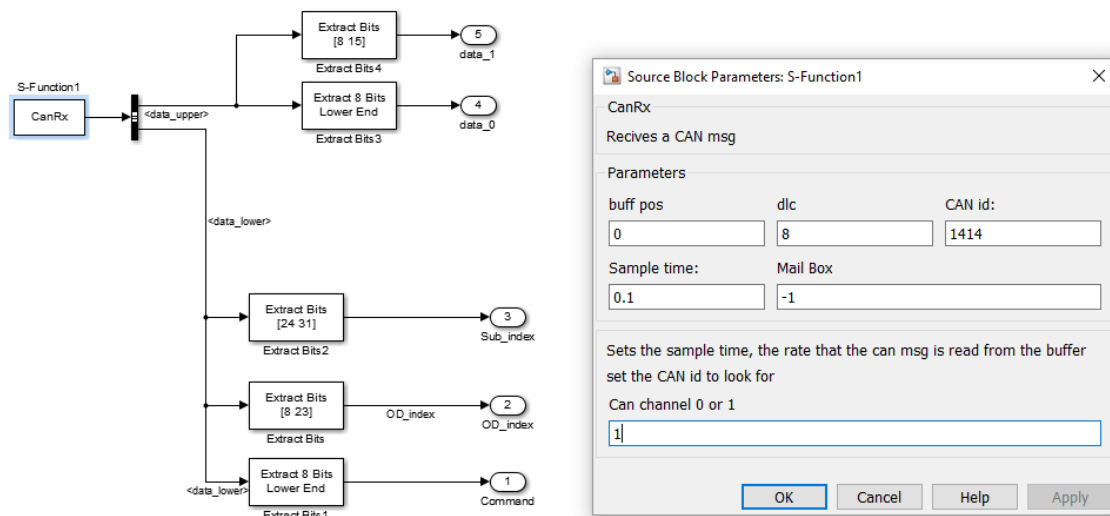 Extract Bits
[8 15]
Extract Bits4
5
data_1
S-Function1
CanRx
<data_upper>
Extract 8 Bits
Lower End
Extract Bits3
4
data_0
<data_lower>
Extract Bits
[24 31]
Extract Bits2
3
Sub_index
Extract Bits
[8 23]
Extract Bits
OD_index
2
OD_index
<data_lower>
Extract 8 Bits
Lower End
Extract Bits1
1
Command
Source Block Parameters: S-Function1
CanRx
Recives a CAN msg
Parameters
buff pos dlc CAN id:
0 8 1414
Sample time: Mail Box
0.1 -1
Sets the sample time, the rate that the can msg is read from the buffer
set the CAN id to look for
Can channel 0 or 1
1
OK Cancel Help Apply